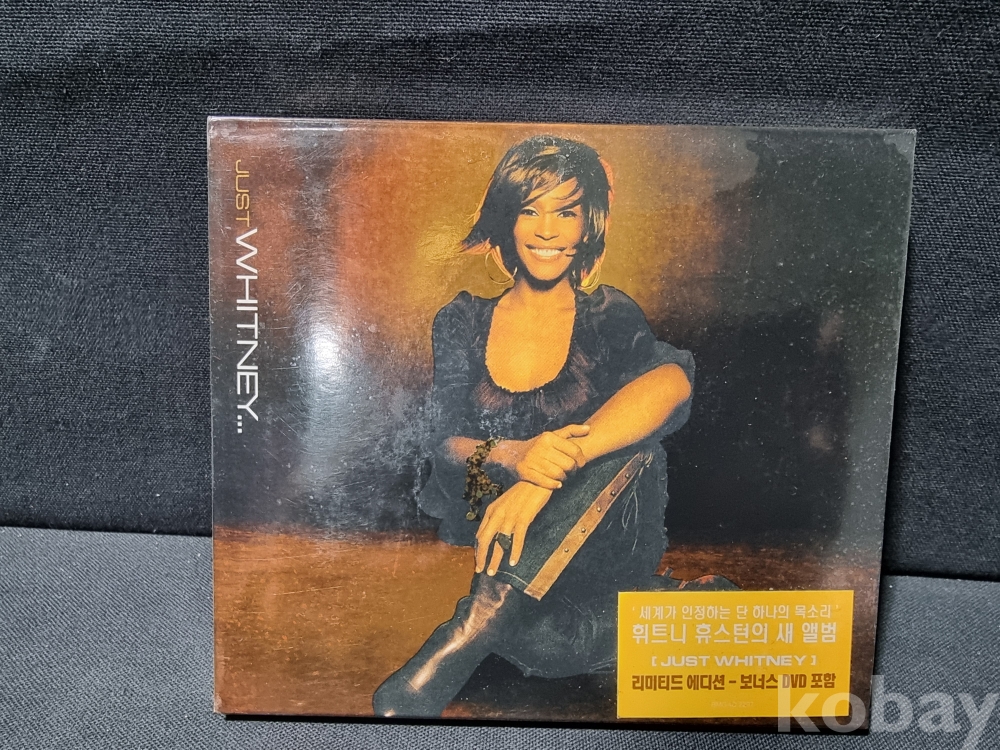 JUST WHITNEY...
' 세계가 인정하는 단 하나의 목소리 '
휘트니 휴스턴의 새 앨범
[ JUST WHITNEY ]
리미티드 에디션 - 보너스 DVD 포함
kobay